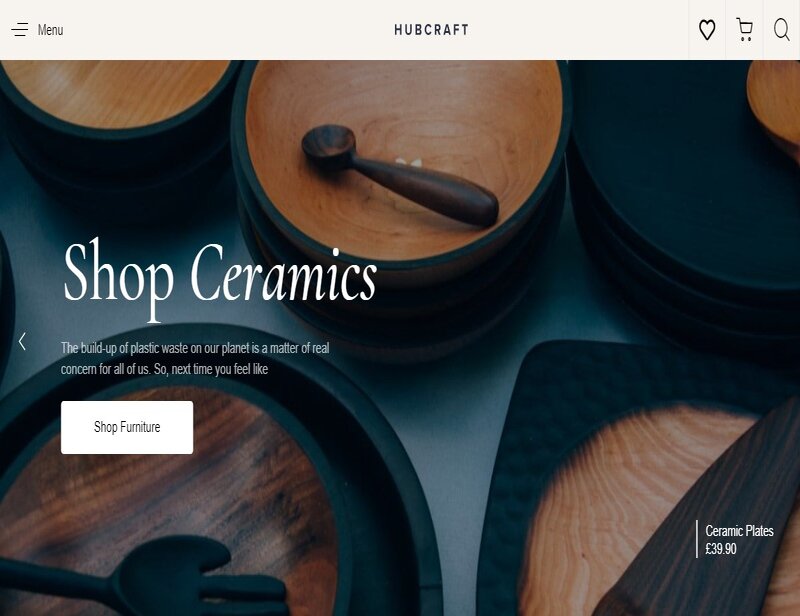 Menu
HUBCRAFT
Shop Ceramics
The build-up of plastic waste on our planet is a matter of real
concern for all of us. So, next time you feel like
Shop Furniture
Ceramic Plates
£39.90